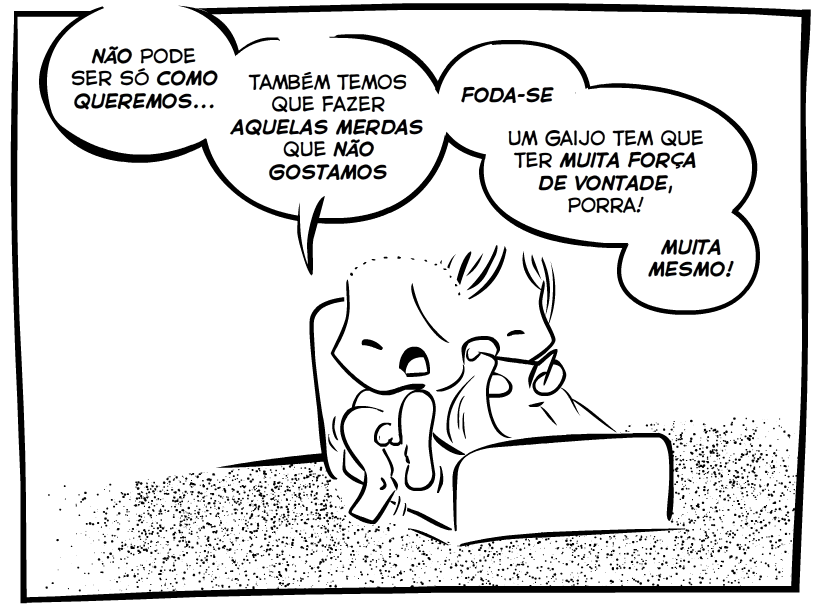 NÃO PODE
SER SÓ COMO
QUEREMOS...
TAMBÉM TEMOS
QUE FAZER
AQUELAS MERDAS
QUE NÃO
GOSTAMOS
FODA-SE
UM GAIJO TEM QUE
TER MUITA FORÇA
DE VONTADE,
PORRA!
MUITA
MESMO!